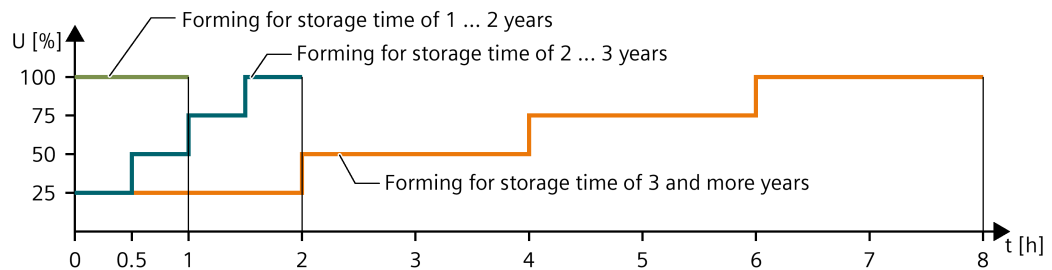 Forming for storage time of 1 ... 2 years
U [%]
Forming for storage time of 2 ... 3 years
100
75
50
Forming for storage time of 3 and more years
25
t [h]
0 0.5 1 2 3 4 5 6 7 8